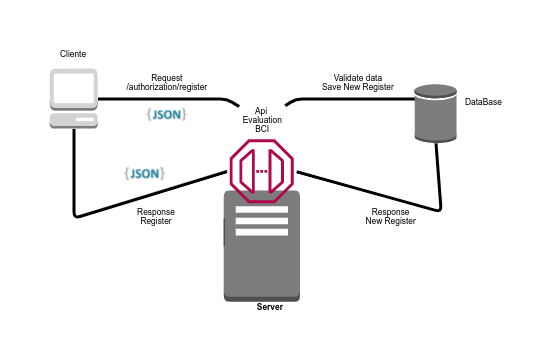 Cliente
Request
/authorization/register
{JSON}
Api
Evaluation
BCI
Validate data
Save New Register
DataBase
{JSON}
Response
Register
Response
New Register
Server